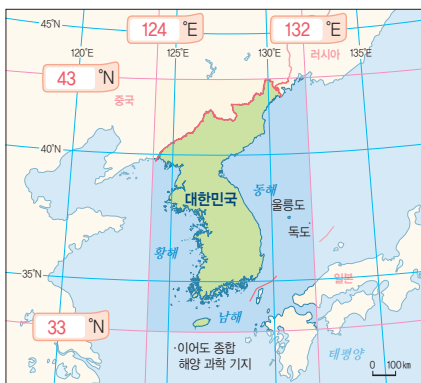 45°N
124 °E
132 °E
120°E
125°E
130°E
러시아
135°E
43 °N
중국
40°N
동해
대한민국
울릉도
독도
황해
35°N
일본
33 °N
남해
·이어도 종합
해양 과학 기지
태평양
0 100㎞